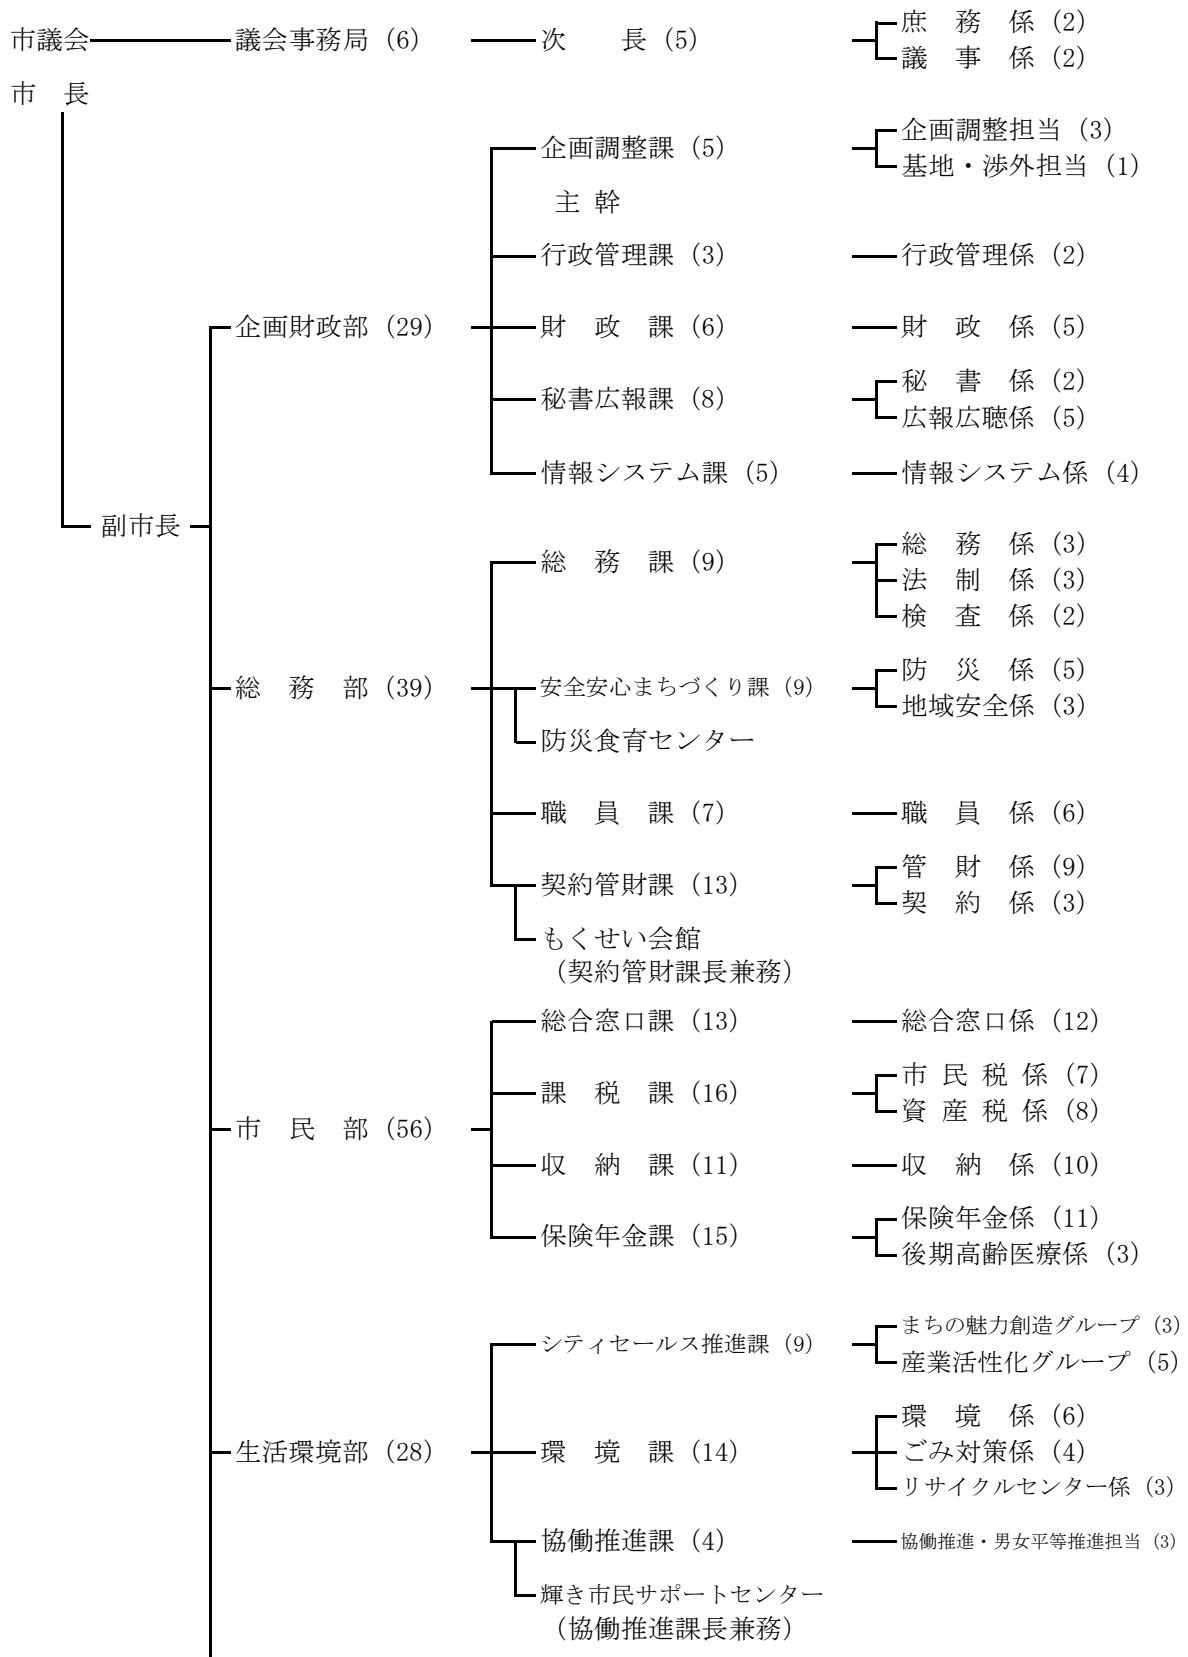 市議会 議会事務局（6） 次　　長（5） 庶　務　係（2）
議　事　係（2）
市　長
企画調整課（5） 企画調整担当（3）
基地・渉外担当（1）
主 幹
行政管理課（3） 行政管理係（2）
企画財政部（29） 財　政　課（6） 財　政　係（5）
秘書広報課（8） 秘　書　係（2）
広報広聴係（5）
情報システム課（5） 情報システム係（4）
副市長
総　務　課（9） 総　務　係（3）
法　制　係（3）
検　査　係（2）
総　務　部（39） 安全安心まちづくり課（9） 防　災　係（5）
地域安全係（3）
防災食育センター
職　員　課（7） 職　員　係（6）
契約管財課（13） 管　財　係（9）
契　約　係（3）
もくせい会館
（契約管財課長兼務）
総合窓口課（13） 総合窓口係（12）
課　税　課（16） 市 民 税 係（7）
資 産 税 係（8）
市　民　部（56）
収　納　課（11） 収　納　係（10）
保険年金課（15） 保険年金係（11）
後期高齢医療係（3）
シティセールス推進課（9） まちの魅力創造グループ（3）
産業活性化グループ（5）
環　境　係（6）
生活環境部（28） 環　境　課（14） ごみ対策係（4）
リサイクルセンター係（3）
協働推進課（4） 協働推進・男女平等推進担当（3）
輝き市民サポートセンター
（協働推進課長兼務）